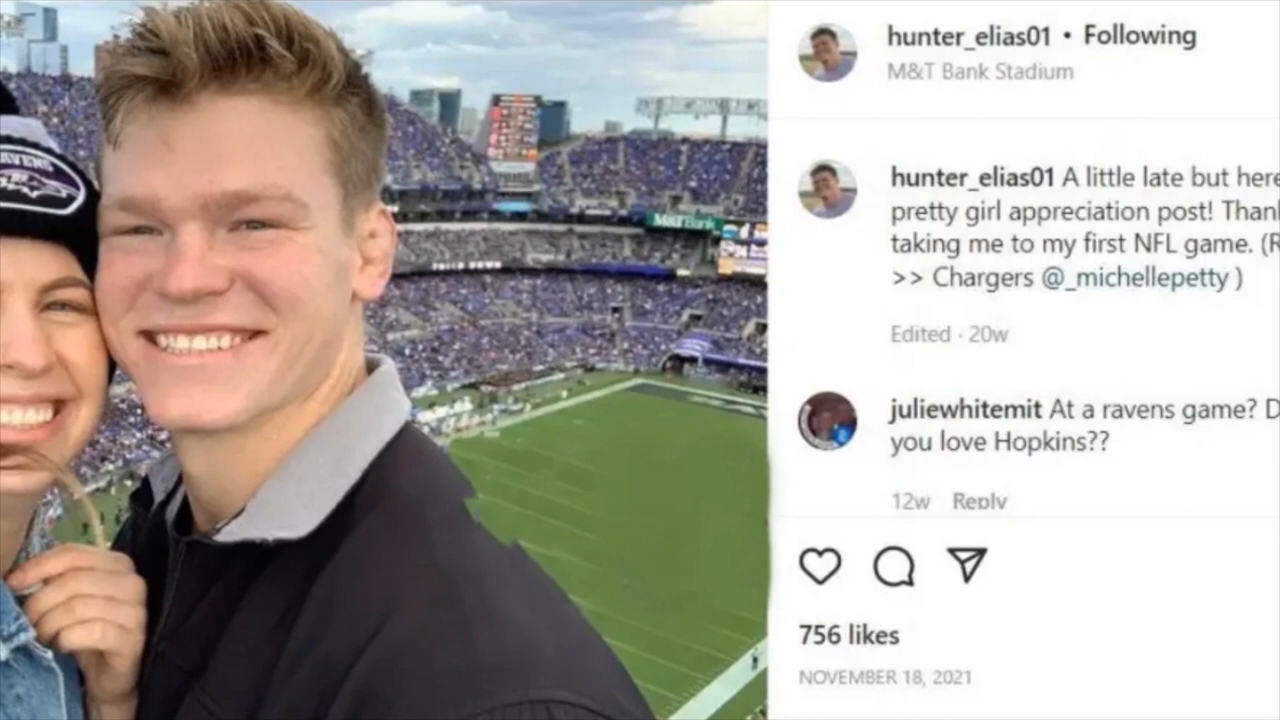 hunter_elias01 • Following
M&T Bank Stadium
hunter_elias01 A little late but here
pretty girl appreciation post! Than
taking me to my first NFL game. (R
>> Chargers @_michellepetty )
Edited · 20w
juliewhitemit At a ravens game? D
you love Hopkins??
12w Reply
756 likes
NOVEMBER 18, 2021
AVENS
M&T Bank